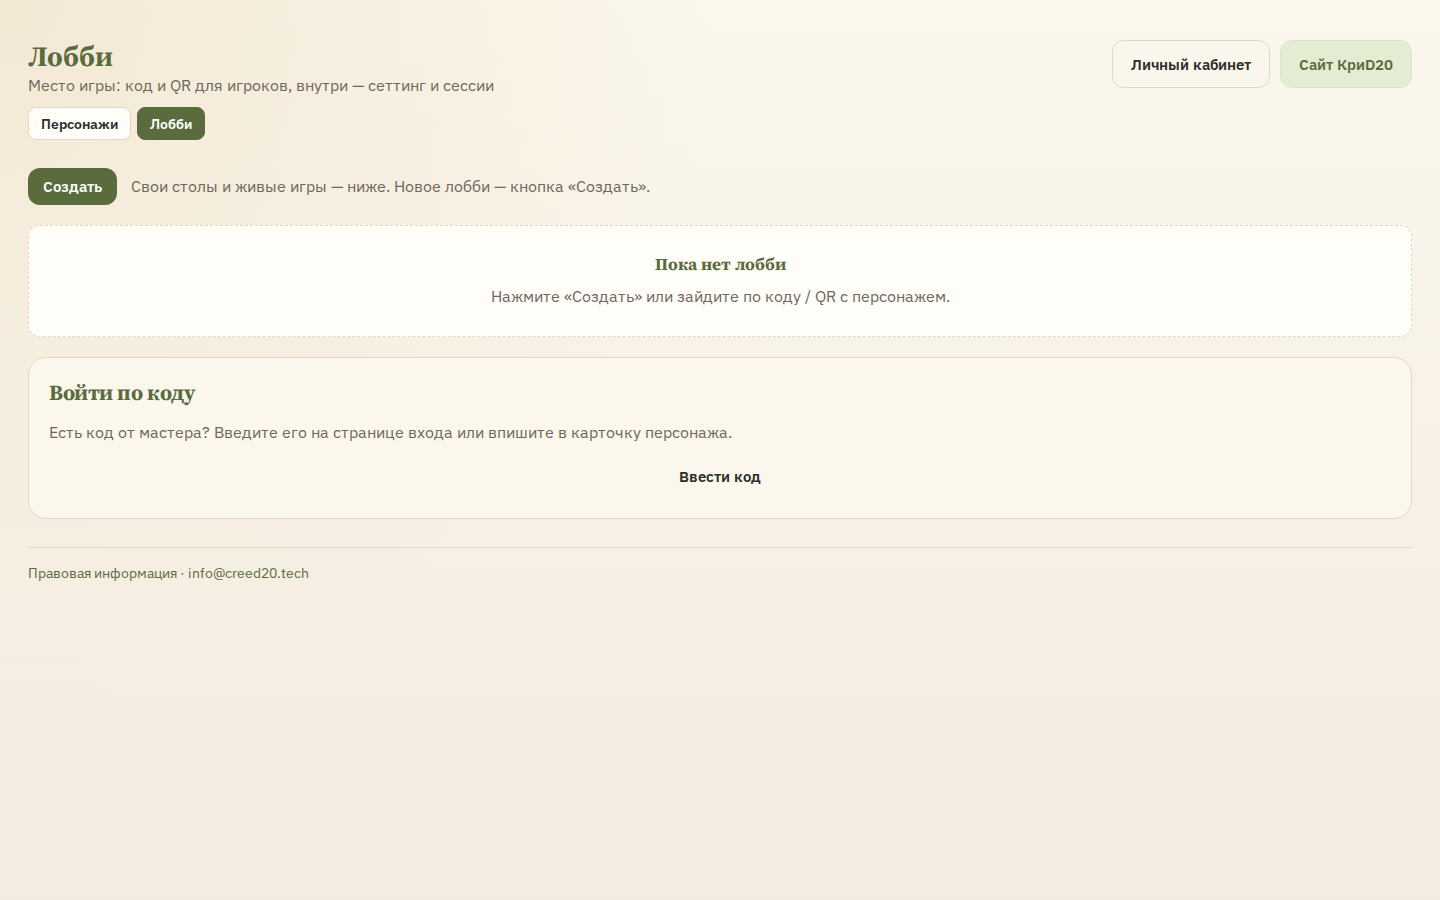 Лобби
Место игры: код и QR для игроков, внутри — сеттинг и сессии
Личный кабинет
Сайт КриD20
Персонажи
Лобби
Создать
Свои столы и живые игры — ниже. Новое лобби — кнопка «Создать».
Пока нет лобби
Нажмите «Создать» или зайдите по коду / QR с персонажем.
Войти по коду
Есть код от мастера? Введите его на странице входа или впишите в карточку персонажа.
Ввести код
Правовая информация · info@creed20.tech